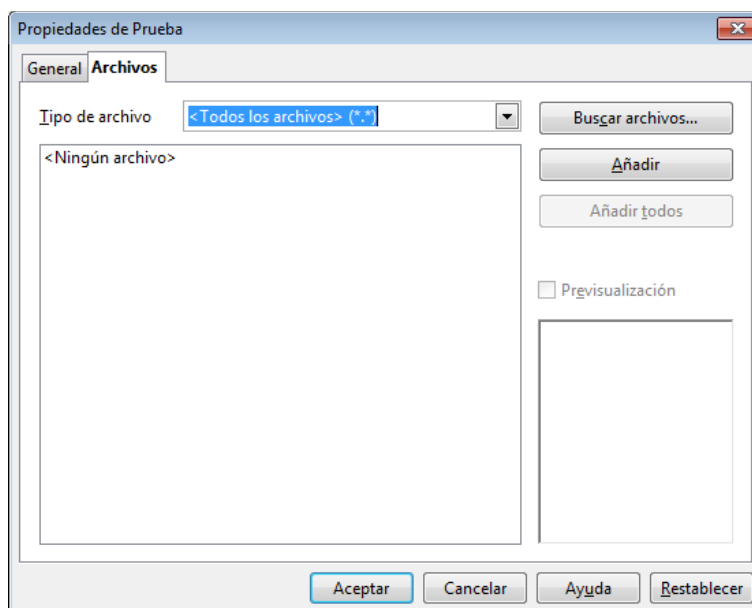 Propiedades de Prueba
General Archivos
Tipo de archivo <Todos los archivos> (*.*) Buscar archivos...
<Ningún archivo>
Añadir
Añadir todos
Previsualización
Aceptar Cancelar Ayuda Restablecer